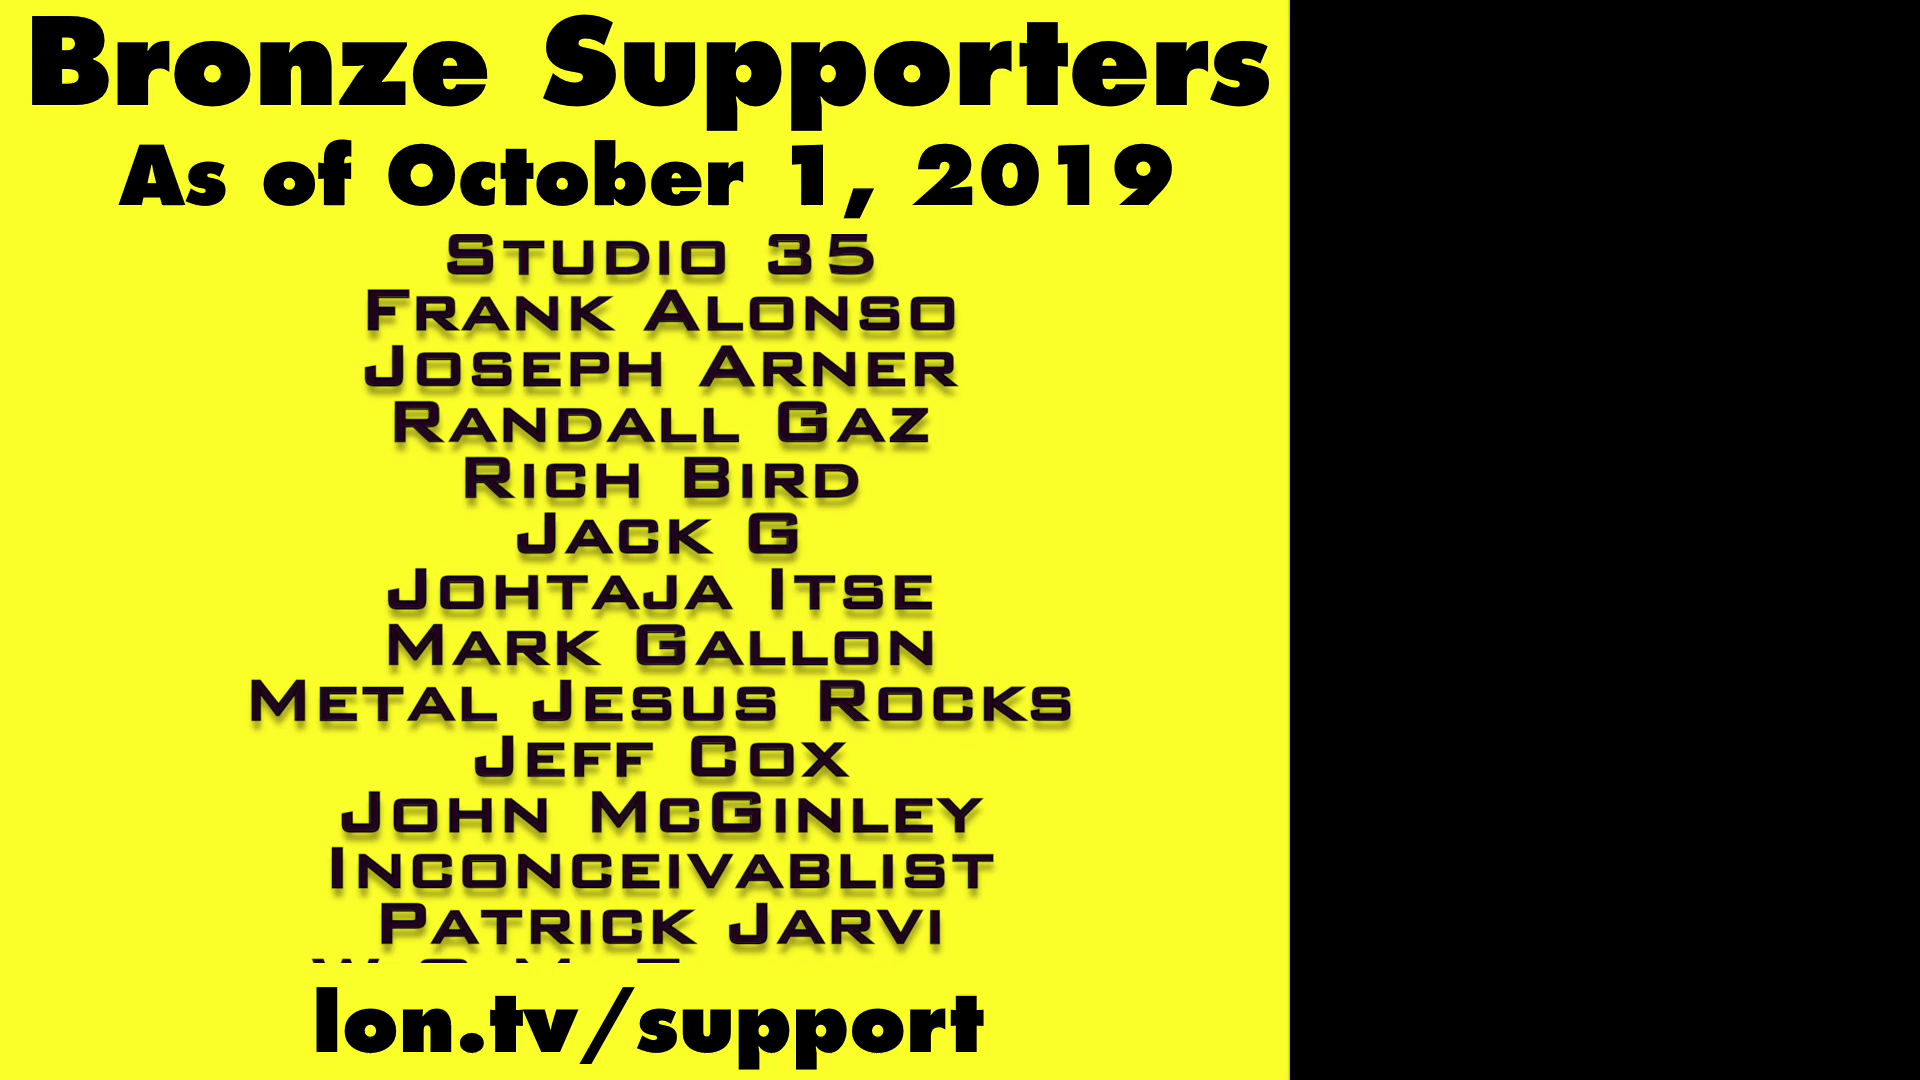 Bronze Supporters
As of October 1, 2019
Studio 35
Frank Alonso
Joseph Arner
Randall Gaz
Rich Bird
Jack G
Johtaja Itse
Mark Gallon
Metal Jesus Rocks
Jeff Cox
John McGinley
Inconceivablist
Patrick Jarvi
lon.tv/support